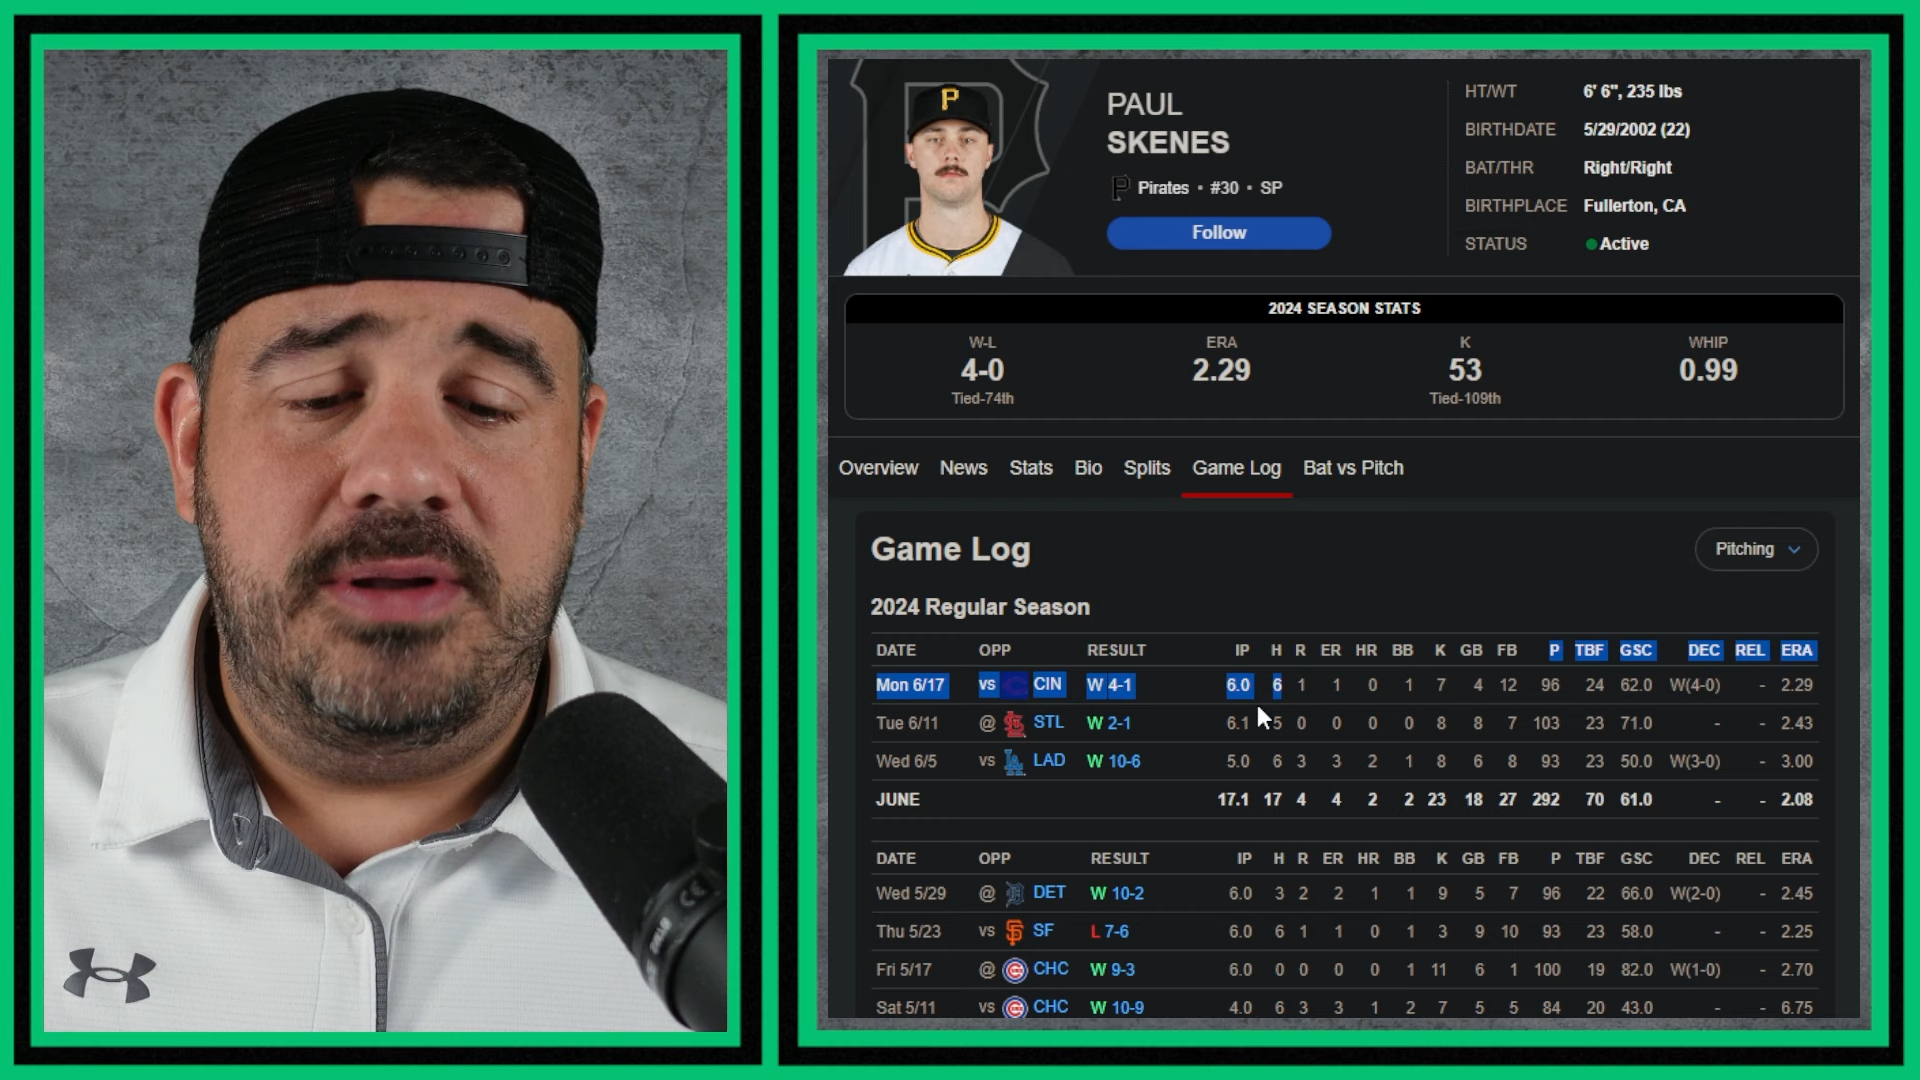 PAUL
SKENES
Pirates • #30 • SP
Follow
HT/WT 6' 6", 235 lbs
BIRTHDATE 5/29/2002 (22)
BAT/THR Right/Right
BIRTHPLACE Fullerton, CA
STATUS Active
2024 SEASON STATS
W-L ERA K WHIP
4-0 2.29 53 0.99
Tied-74th Tied-109th
Overview News Stats Bio Splits Game Log Bat vs Pitch
Game Log
Pitching
2024 Regular Season
DATE OPP RESULT IP H R ER HR BB K GB FB P TBF GSC DEC REL ERA
Mon 6/17 vs CIN W 4-1 6.0 6 1 1 0 1 7 4 12 96 24 62.0 W(4-0) - 2.29
Tue 6/11 @ STL W 2-1 6.1 5 0 0 0 0 8 8 7 103 23 71.0 - - 2.43
Wed 6/5 vs LAD W 10-6 5.0 6 3 3 2 1 8 6 8 93 23 50.0 W(3-0) - 3.00
JUNE 17.1 17 4 4 2 2 23 18 27 292 70 61.0 - - 2.08
DATE OPP RESULT IP H R ER HR BB K GB FB P TBF GSC DEC REL ERA
Wed 5/29 @ DET W 10-2 6.0 3 2 2 1 1 9 5 7 96 22 66.0 W(2-0) - 2.45
Thu 5/23 vs SF L 7-6 6.0 6 1 1 0 1 3 9 10 93 23 58.0 - - 2.25
Fri 5/17 @ CHC W 9-3 6.0 0 0 0 0 1 11 6 1 100 19 82.0 W(1-0) - 2.70
Sat 5/11 vs CHC W 10-9 4.0 6 3 3 1 2 7 5 5 84 20 43.0 - - 6.75